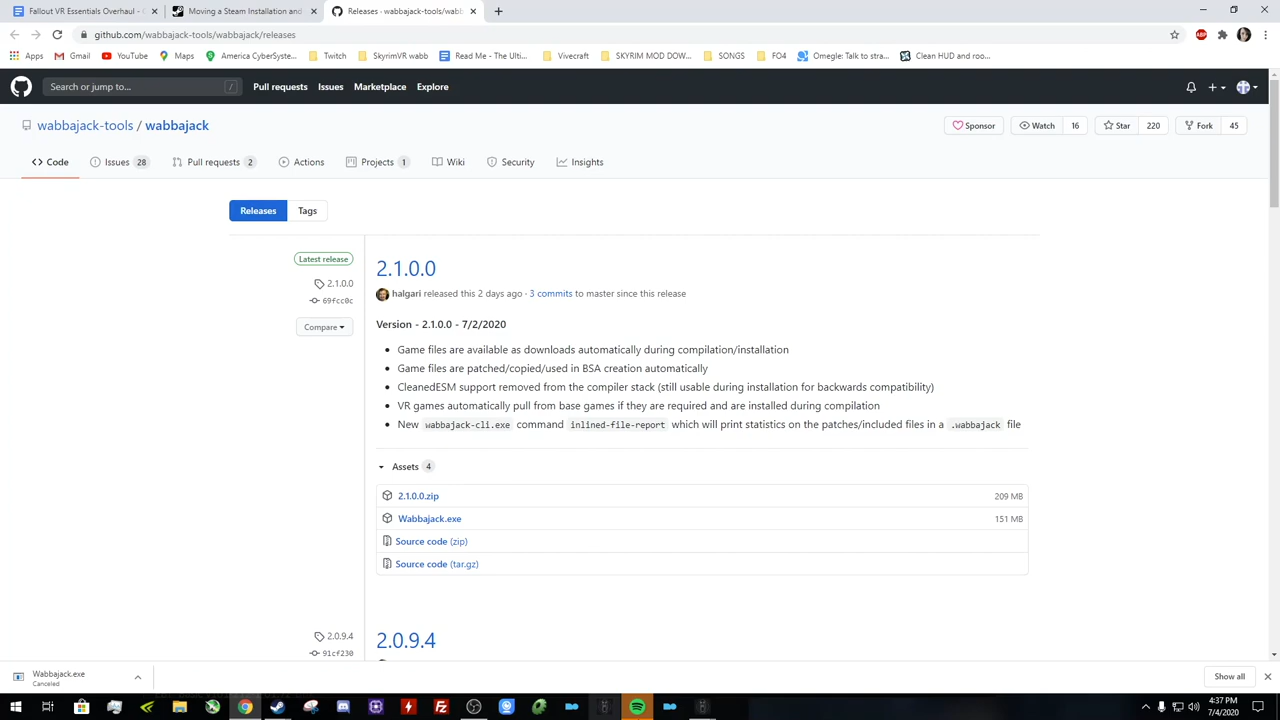 Fallout VR Essentials Overhaul - G
Moving a Steam Installation and
Releases · wabbajack-tools/wabba
github.com/wabbajack-tools/wabbajack/releases
Apps Gmail YouTube Maps America CyberSyste... Twitch SkyrimVR wabb Read Me - The Ulti... Vivecraft SKYRIM MOD DOW... SONGS FO4 Omegle: Talk to stra... Clean HUD and roo...
Search or jump to... / Pull requests Issues Marketplace Explore
wabbajack-tools / wabbajack
Sponsor Watch 16 Star 220 Fork 45
Code Issues 28 Pull requests 2 Actions Projects 1 Wiki Security Insights
Releases Tags
Latest release
2.1.0.0
69fcc0c
Compare
2.1.0.0
halgari released this 2 days ago · 3 commits to master since this release
Version - 2.1.0.0 - 7/2/2020
Game files are available as downloads automatically during compilation/installation
Game files are patched/copied/used in BSA creation automatically
CleanedESM support removed from the compiler stack (still usable during installation for backwards compatibility)
VR games automatically pull from base games if they are required and are installed during compilation
New wabbajack-cli.exe command inlined-file-report which will print statistics on the patches/included files in a .wabbajack file
Assets 4
2.1.0.0.zip 209 MB
Wabbajack.exe 151 MB
Source code (zip)
Source code (tar.gz)
2.0.9.4
91cf230
2.0.9.4
Wabbajack.exe
Canceled
Show all
4:37 PM
7/4/2020